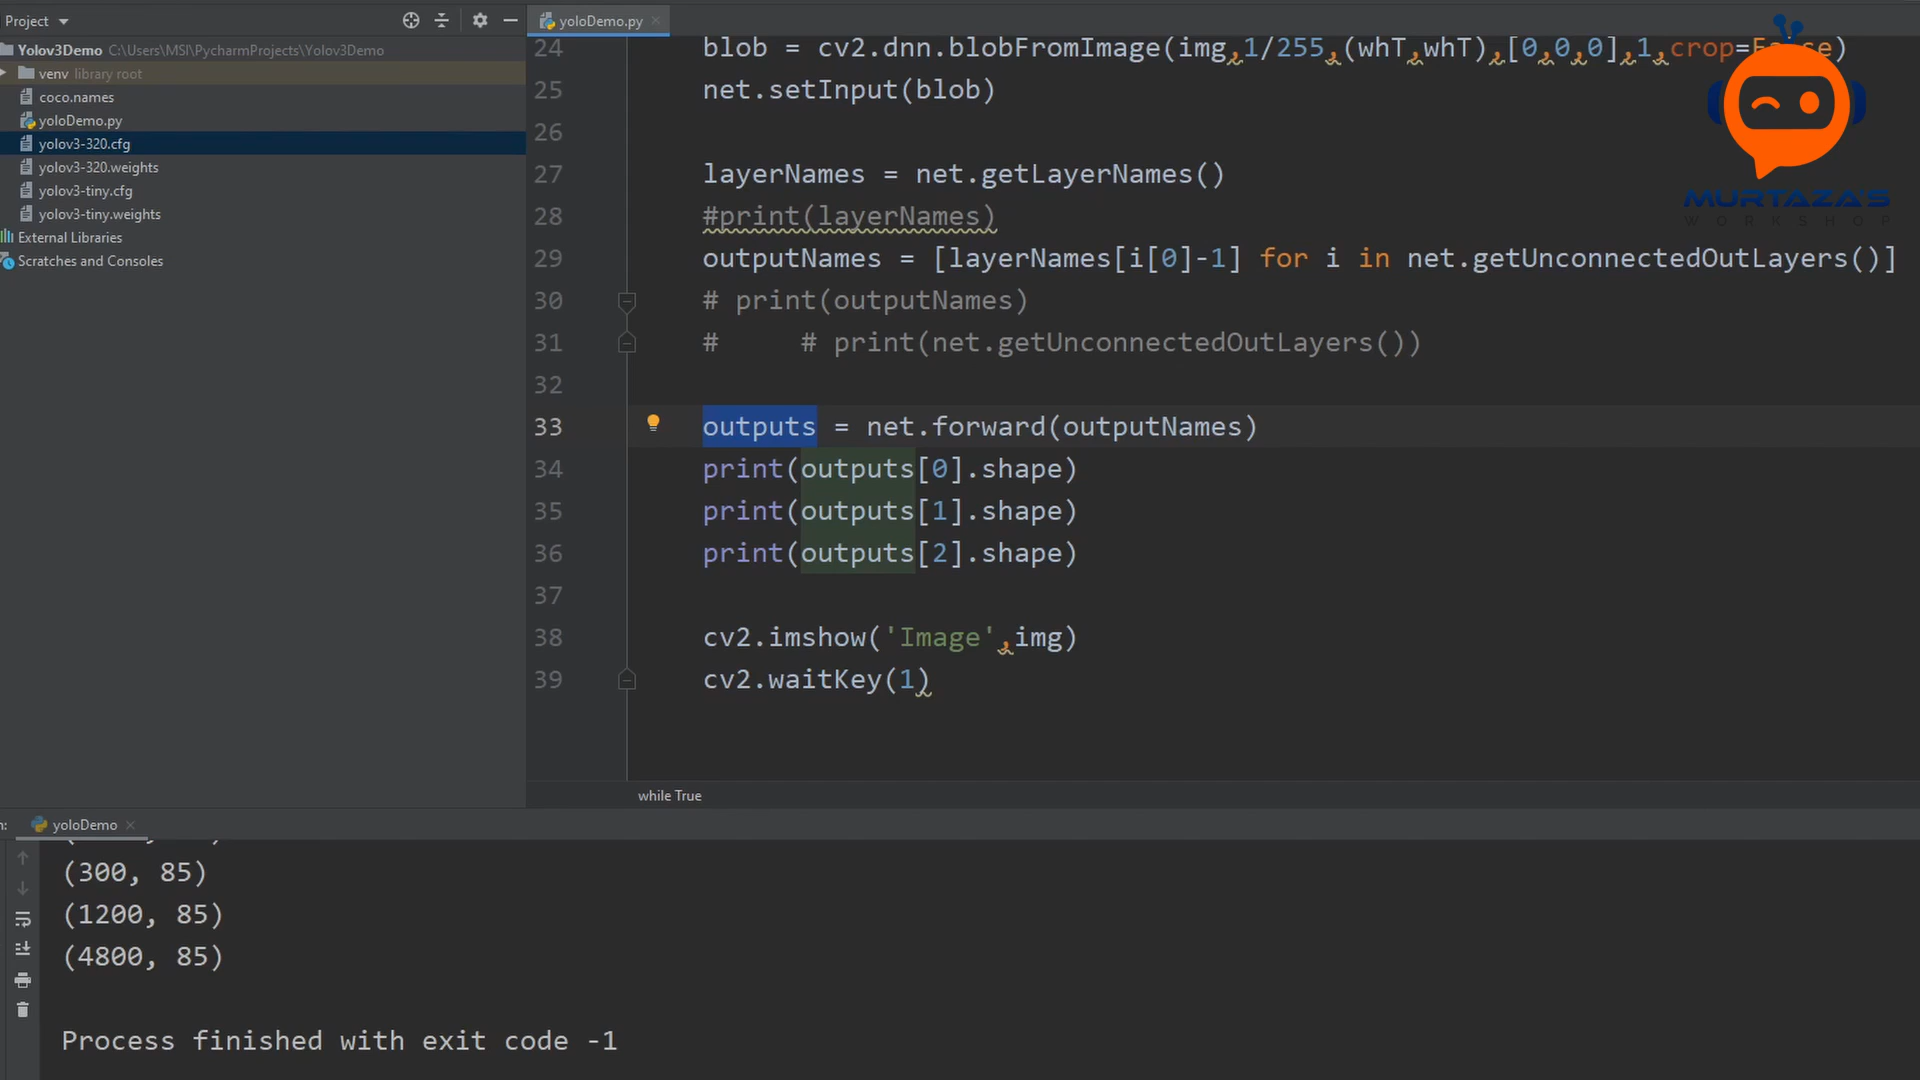 Project
Yolov3Demo C:\Users\MSI\PycharmProjects\Yolov3Demo
venv library root
coco.names
yoloDemo.py
yolov3-320.cfg
yolov3-320.weights
yolov3-tiny.cfg
yolov3-tiny.weights
External Libraries
Scratches and Consoles
yoloDemo.py
24 blob = cv2.dnn.blobFromImage(img,1/255,(whT,whT),[0,0,0],1,crop=False)
25 net.setInput(blob)
26
27 layerNames = net.getLayerNames()
28 #print(layerNames)
29 outputNames = [layerNames[i[0]-1] for i in net.getUnconnectedOutLayers()]
30 # print(outputNames)
31 #     # print(net.getUnconnectedOutLayers())
32
33 outputs = net.forward(outputNames)
34 print(outputs[0].shape)
35 print(outputs[1].shape)
36 print(outputs[2].shape)
37
38 cv2.imshow('Image',img)
39 cv2.waitKey(1)
while True
MURTAZA'S
WORKSHOP
yoloDemo
(300, 85)
(1200, 85)
(4800, 85)
Process finished with exit code -1